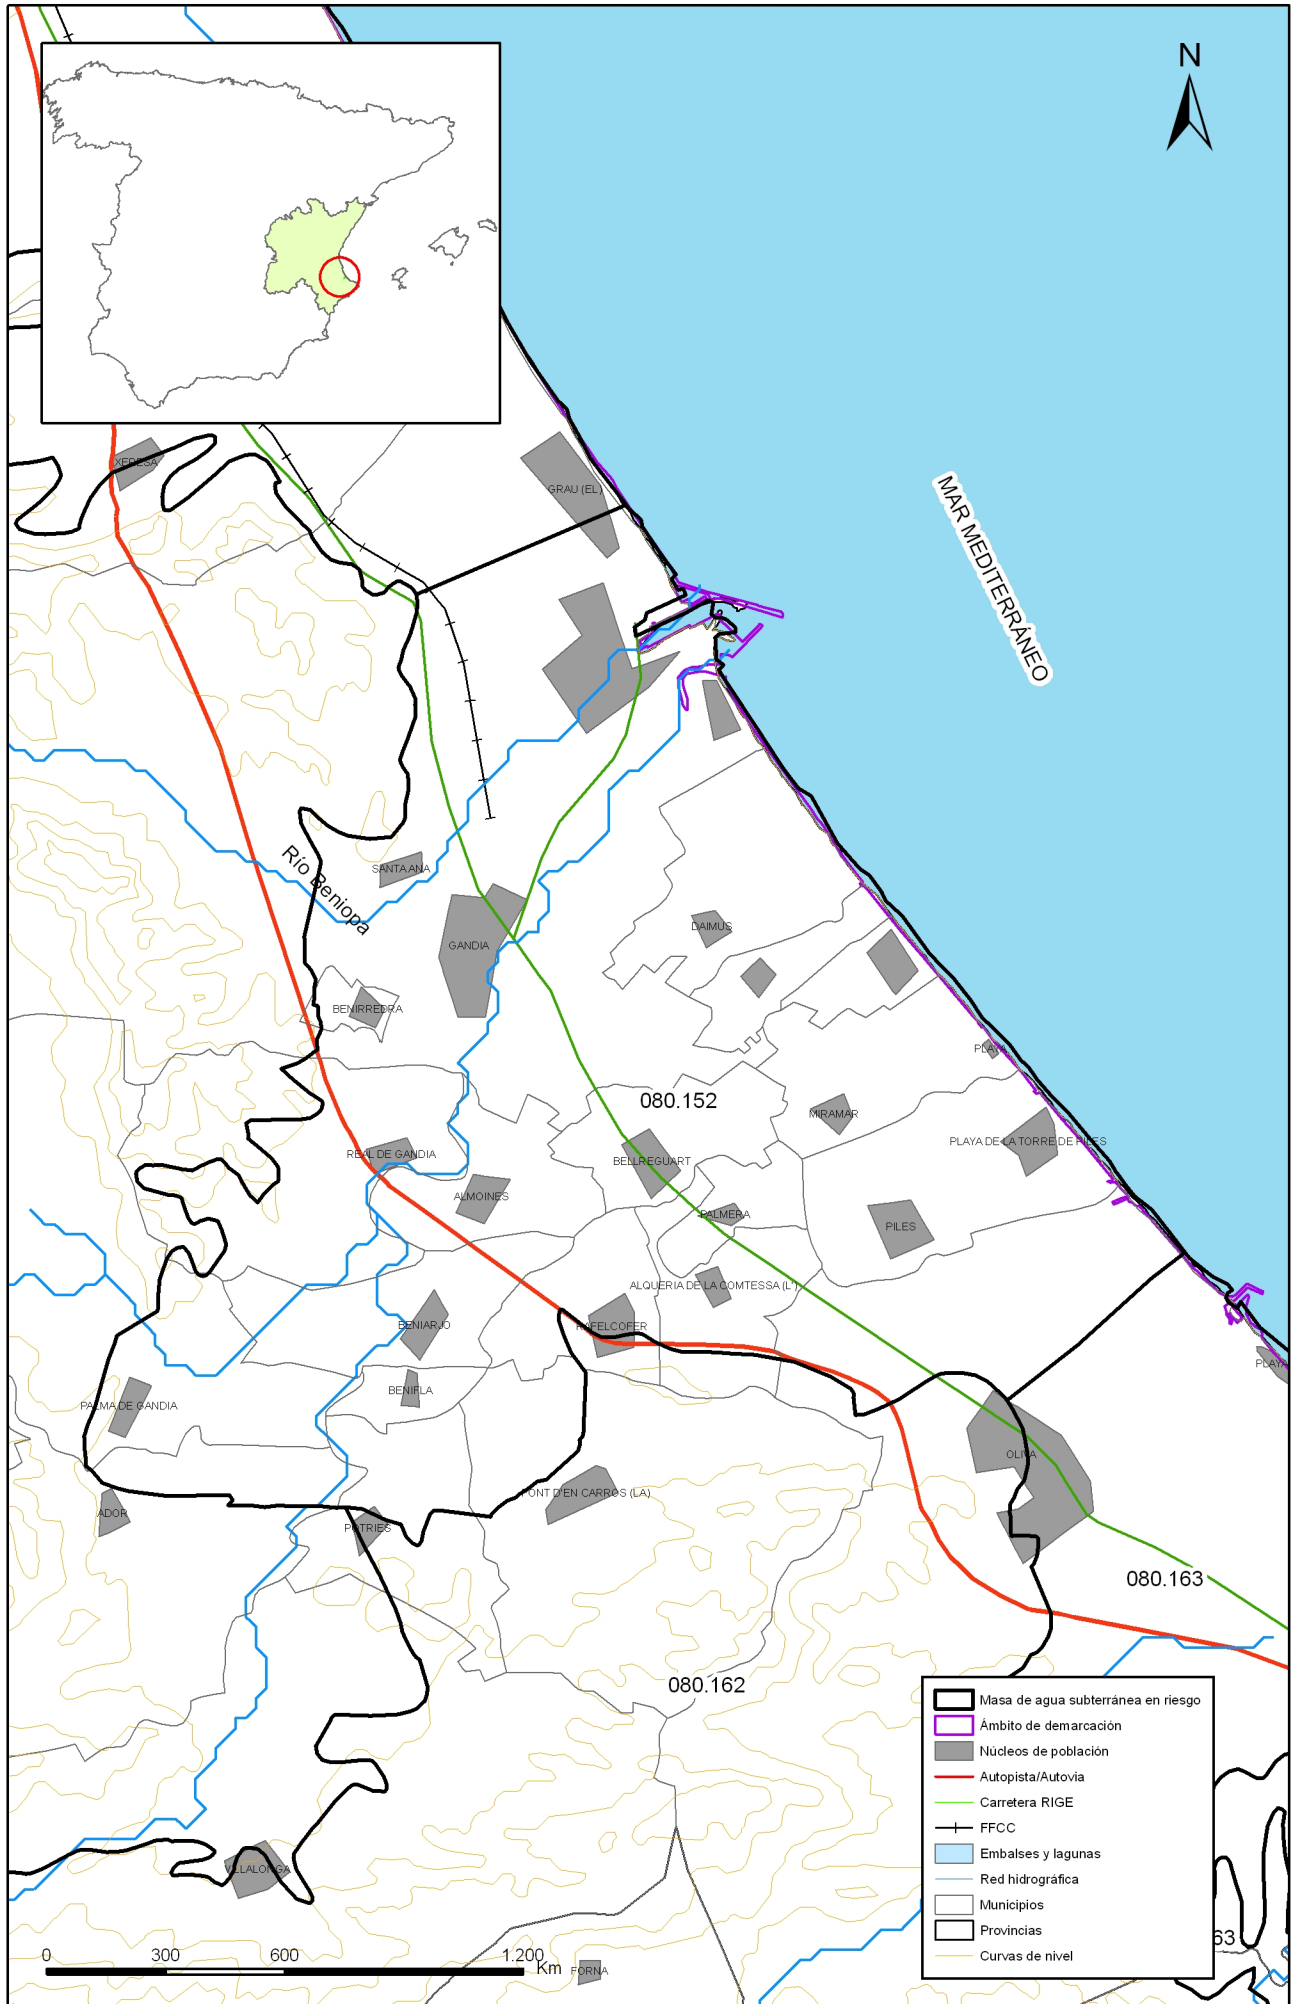 N
MAR MEDITERRÁNEO
XERESA
GRAU (EL)
SANTA ANA
Río Beniopa
GANDIA
DAIMUS
BENIRREDRA
PLAYA
080.152
MIRAMAR
PLAYA DE LA TORRE DE PILES
REAL DE GANDIA
BELLREGUART
ALMOINES
PALMERA
PILES
ALQUERIA DE LA COMTESSA (L')
BENIARJO
RAFELCOFER
PLAYA
BENIFLA
PALMA DE GANDIA
OLIVA
FONT D'EN CARROS (LA)
ADOR
POTRIES
080.163
080.162
VILLALONGA
63
FORNA
0 300 600 1.200
Km
Masa de agua subterránea en riesgo
Ámbito de demarcación
Núcleos de población
Autopista/Autovia
Carretera RIGE
FFCC
Embalses y lagunas
Red hidrográfica
Municipios
Provincias
Curvas de nivel